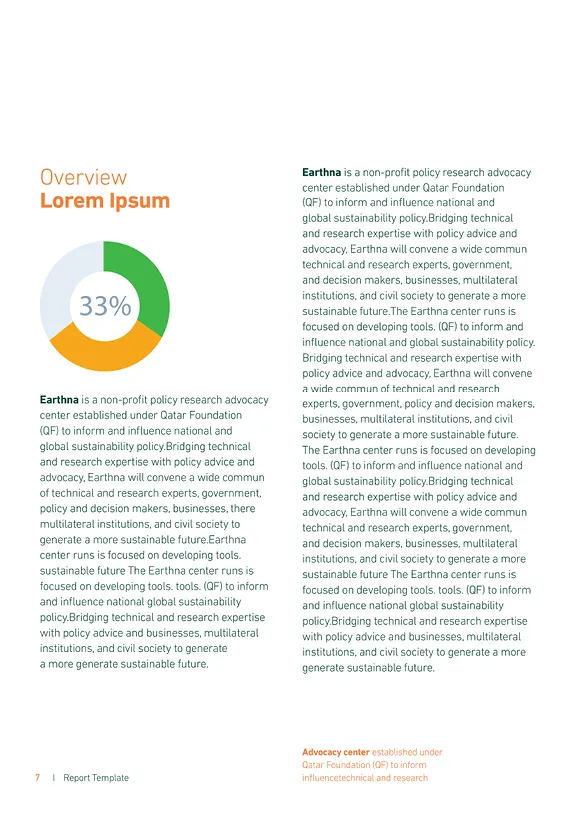 Overview
Lorem Ipsum
33%
Earthna is a non-profit policy research advocacy
center established under Qatar Foundation
(QF) to inform and influence national and
global sustainability policy.Bridging technical
and research expertise with policy advice and
advocacy, Earthna will convene a wide commun
of technical and research experts, government,
policy and decision makers, businesses, there
multilateral institutions, and civil society to
generate a more sustainable future.Earthna
center runs is focused on developing tools.
sustainable future The Earthna center runs is
focused on developing tools. tools. (QF) to inform
and influence national global sustainability
policy.Bridging technical and research expertise
with policy advice and businesses, multilateral
institutions, and civil society to generate
a more generate sustainable future.
Earthna is a non-profit policy research advocacy
center established under Qatar Foundation
(QF) to inform and influence national and
global sustainability policy.Bridging technical
and research expertise with policy advice and
advocacy, Earthna will convene a wide commun
technical and research experts, government,
and decision makers, businesses, multilateral
institutions, and civil society to generate a more
sustainable future.The Earthna center runs is
focused on developing tools. (QF) to inform and
influence national and global sustainability policy.
Bridging technical and research expertise with
policy advice and advocacy, Earthna will convene
a wide commun of technical and research
experts, government, policy and decision makers,
businesses, multilateral institutions, and civil
society to generate a more sustainable future.
The Earthna center runs is focused on developing
tools. (QF) to inform and influence national and
global sustainability policy.Bridging technical
and research expertise with policy advice and
advocacy, Earthna will convene a wide commun
technical and research experts, government,
and decision makers, businesses, multilateral
institutions, and civil society to generate a more
sustainable future The Earthna center runs is
focused on developing tools. tools. (QF) to inform
and influence national global sustainability
policy.Bridging technical and research expertise
with policy advice and businesses, multilateral
institutions, and civil society to generate a more
generate sustainable future.
Advocacy center established under
Qatar Foundation (QF) to inform
influencetechnical and research
7 | Report Template